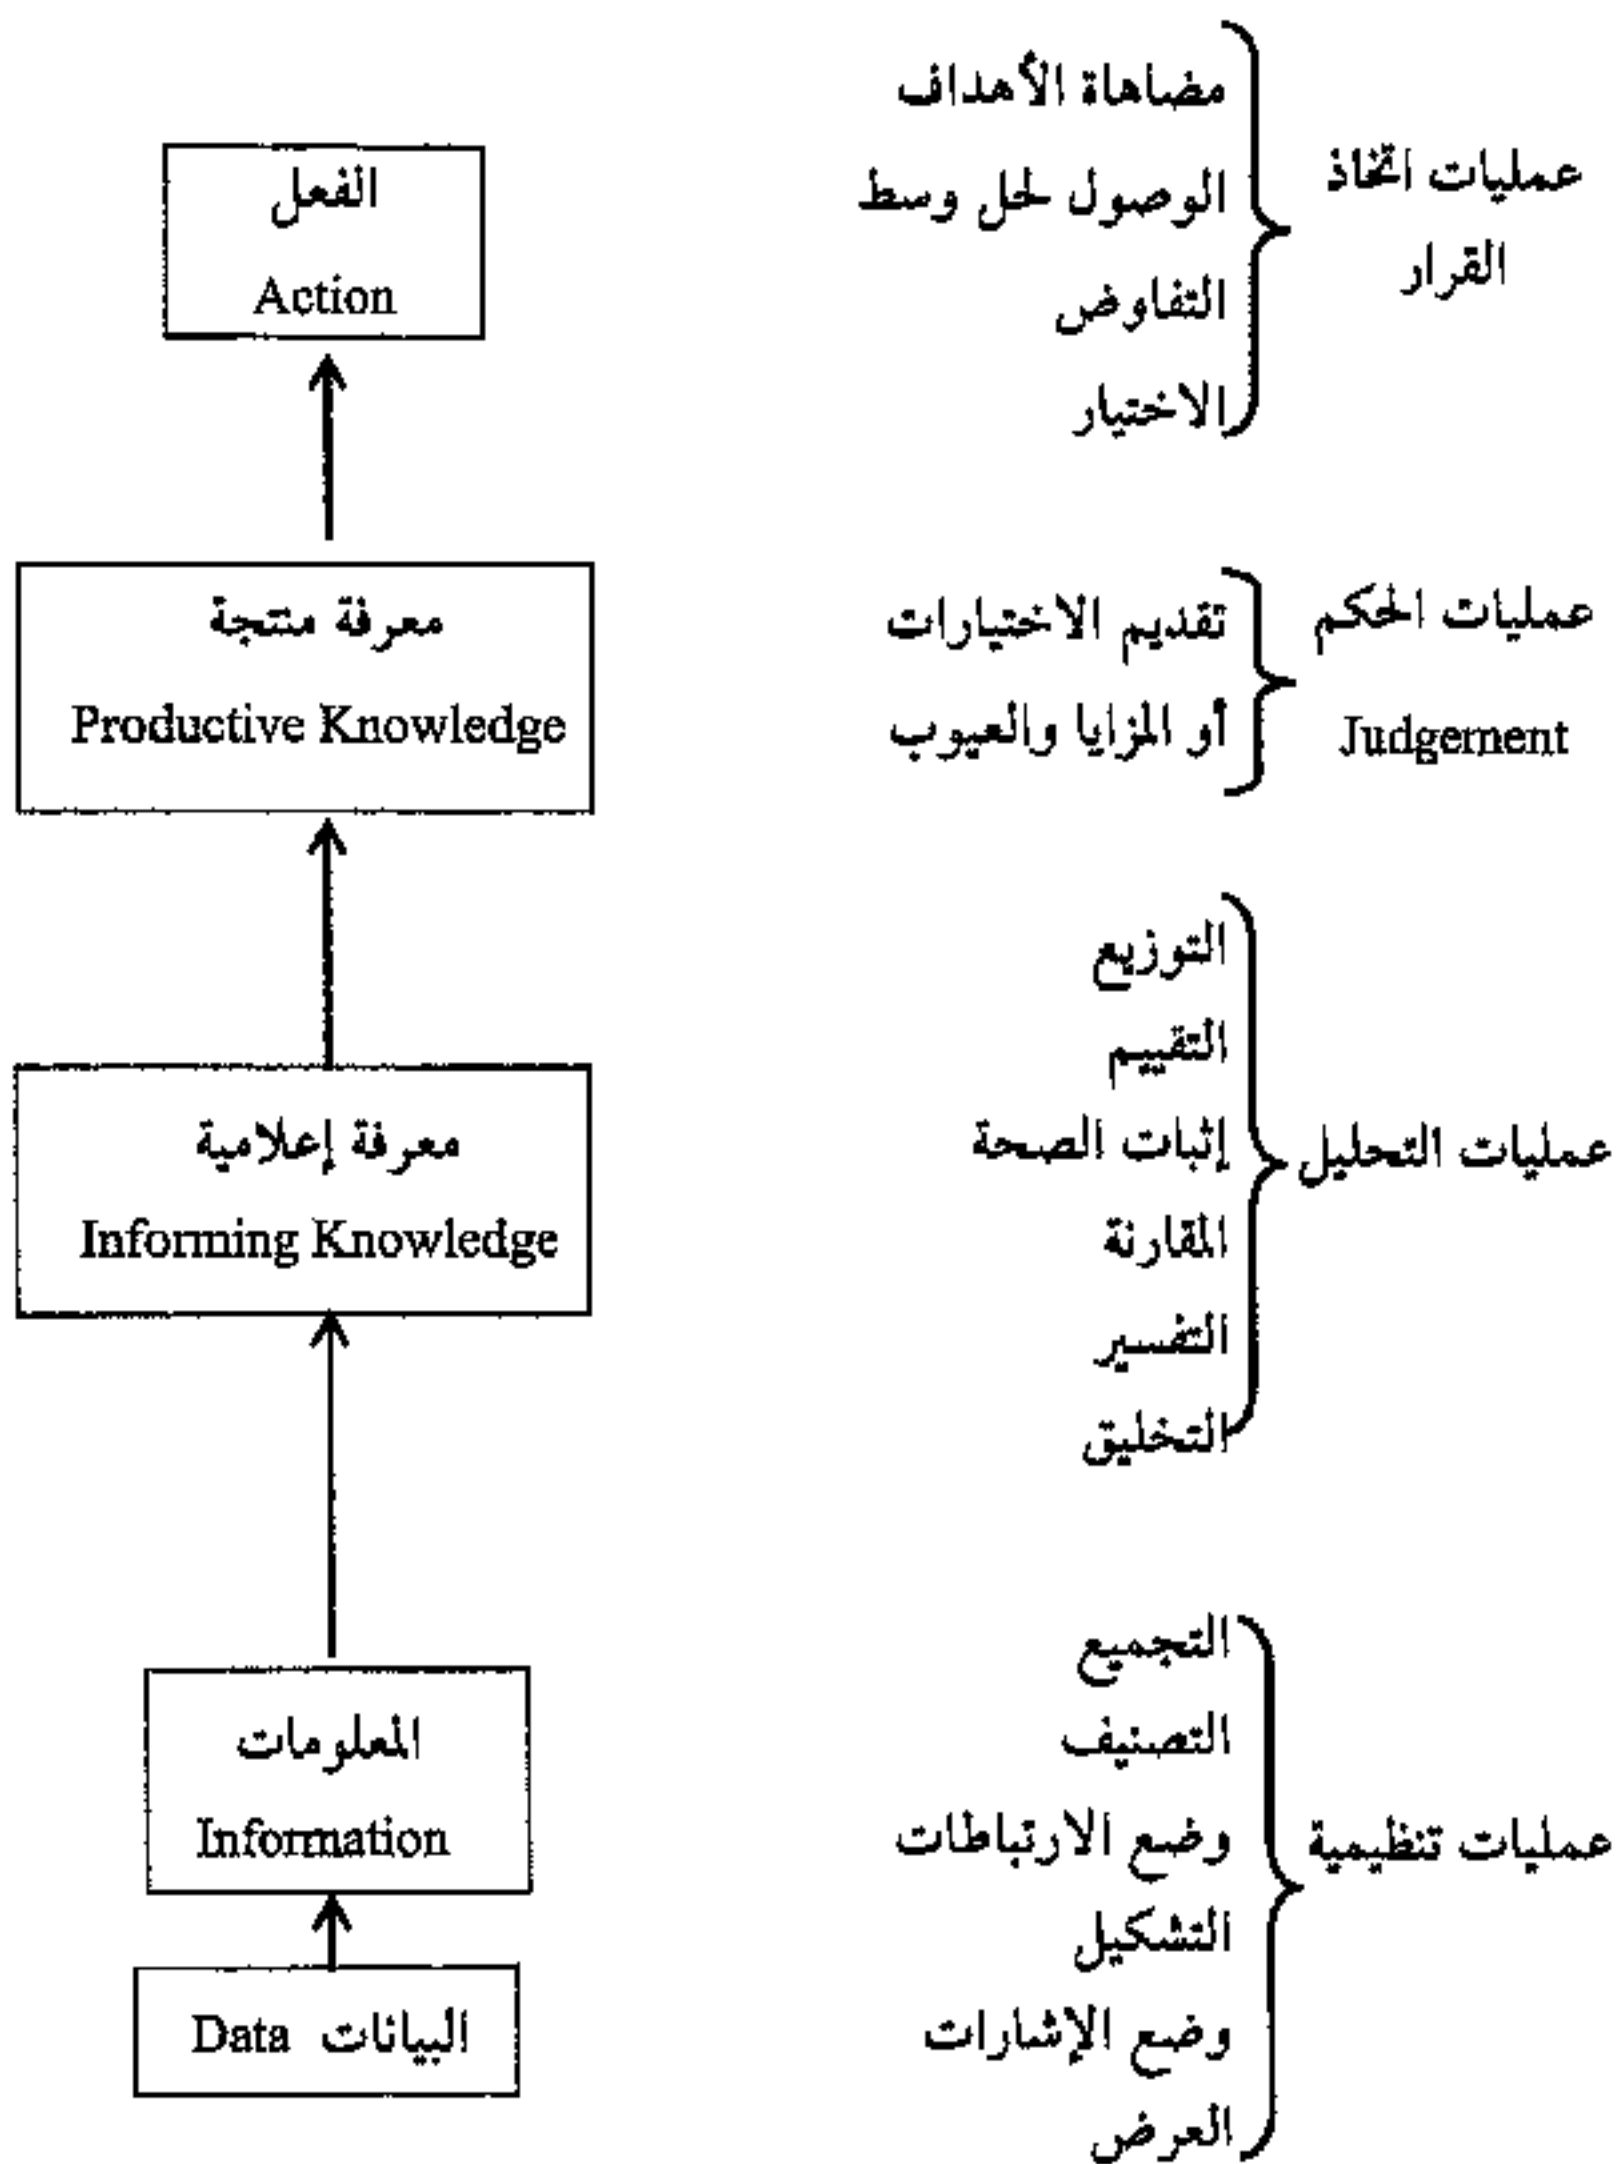 مضاهاة الأهداف
الوصول لحل وسط
التفاوض
الاختيار
عمليات اتخاذ
القرار
الفعل
Action
تقديم الاختيارات
أو المزايا والعيوب
عمليات الحكم
Judgement
معرفة منتجة
Productive Knowledge
التوزيع
التقييم
إثبات الصحة
المقارنة
التفسير
التخليق
عمليات التحليل
معرفة إعلامية
Informing Knowledge
التجميع
التصنيف
وضع الارتباطات
التشكيل
وضع الإشارات
العرض
عمليات تنظيمية
المعلومات
Information
البيانات Data